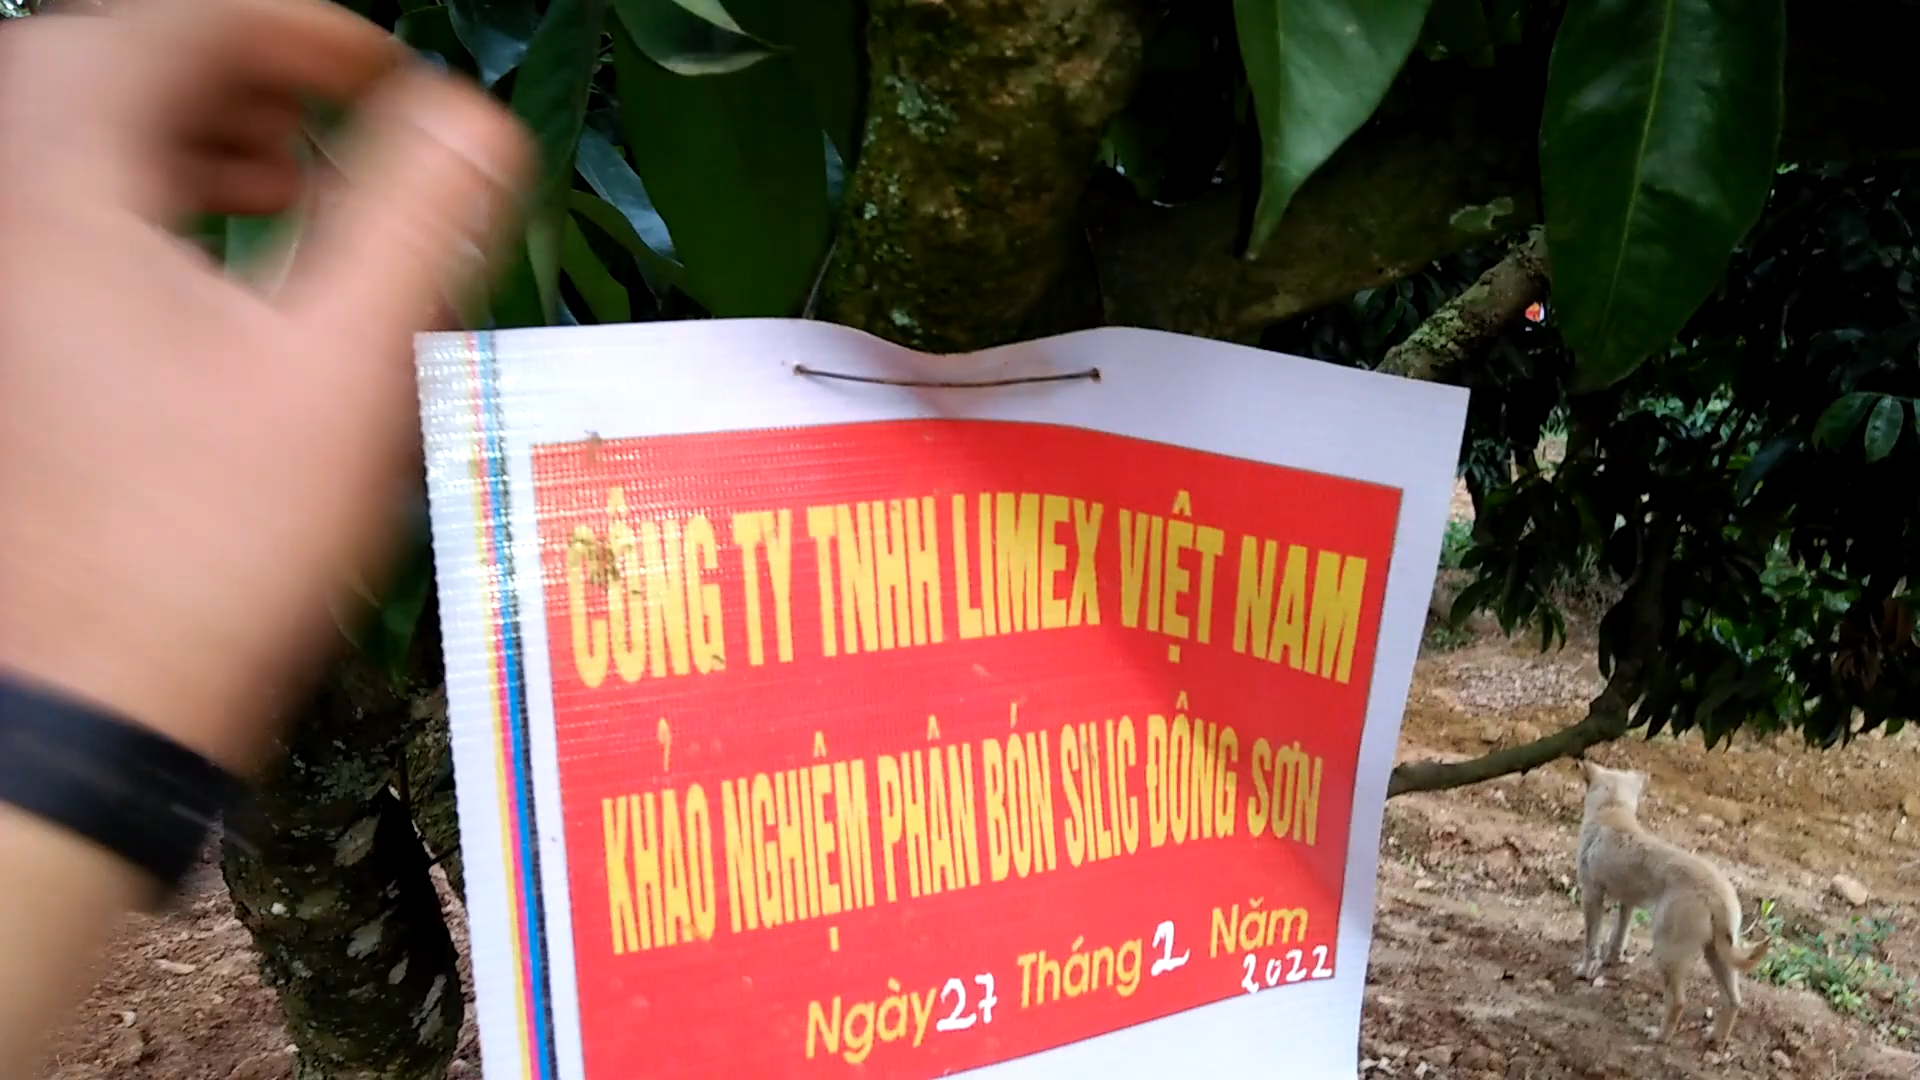 CÔNG TY TNHH LIMEX VIỆT NAM
KHẢO NGHIỆM PHÂN BÓN SILIC ĐÔNG SƠN
Ngày 27 Tháng 2 Năm 2022